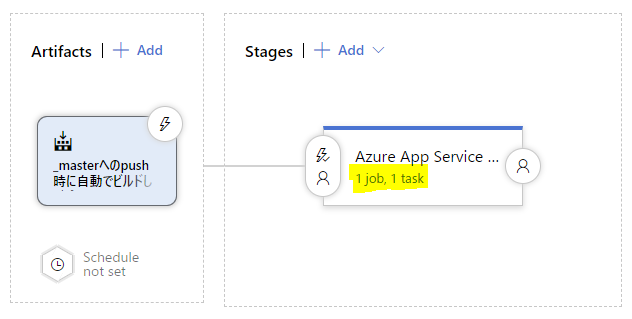 Artifacts | + Add
Stages | + Add
_masterへのpush
時に自動でビルドし
Azure App Service ...
1 job, 1 task
Schedule
not set